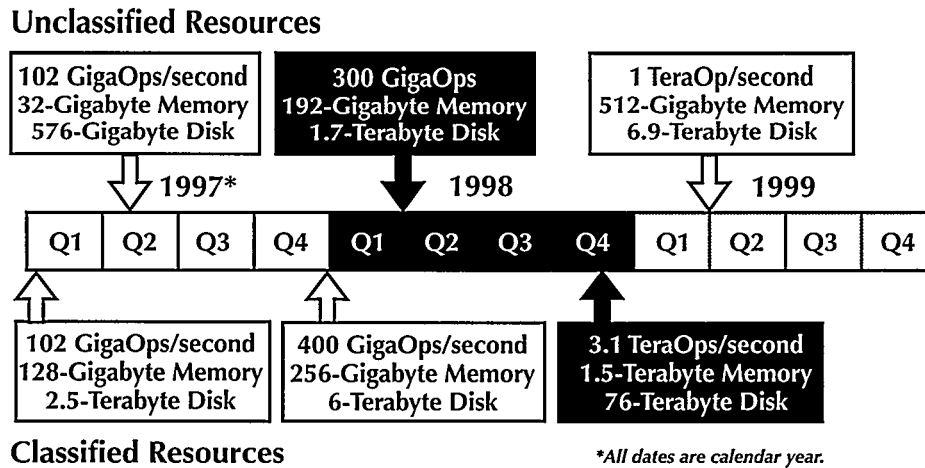 Unclassified Resources
102 GigaOps/second
32-Gigabyte Memory
576-Gigabyte Disk
300 GigaOps
192-Gigabyte Memory
1.7-Terabyte Disk
1 TeraOp/second
512-Gigabyte Memory
6.9-Terabyte Disk
1997*
1998
1999
Q1 Q2 Q3 Q4 Q1 Q2 Q3 Q4 Q1 Q2 Q3 Q4
102 GigaOps/second
128-Gigabyte Memory
2.5-Terabyte Disk
400 GigaOps/second
256-Gigabyte Memory
6-Terabyte Disk
3.1 TeraOps/second
1.5-Terabyte Memory
76-Terabyte Disk
Classified Resources
*All dates are calendar year.